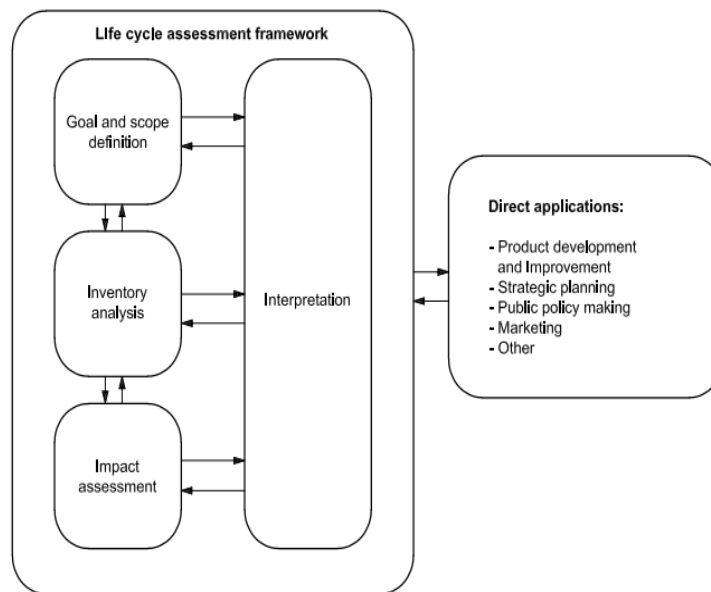 Life cycle assessment framework
Goal and scope
definition
Inventory
analysis
Impact
assessment
Interpretation
Direct applications:
- Product development
and Improvement
- Strategic planning
- Public policy making
- Marketing
- Other